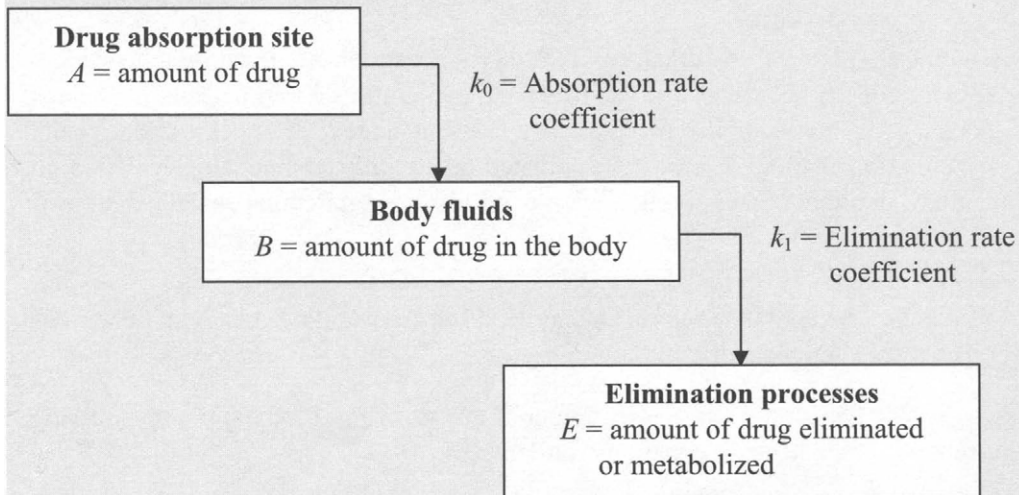 Drug absorption site
A = amount of drug
k₀ = Absorption rate
coefficient
Body fluids
B = amount of drug in the body
k₁ = Elimination rate
coefficient
Elimination processes
E = amount of drug eliminated
or metabolized